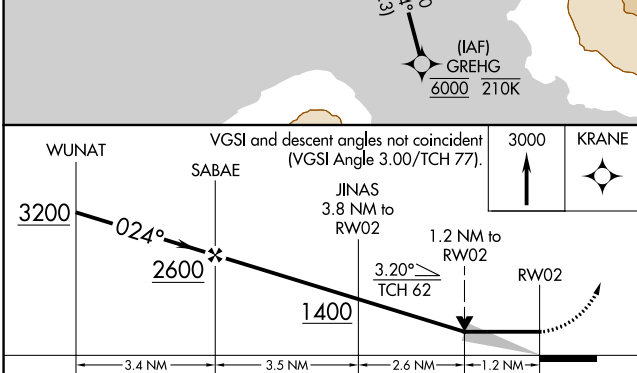 (IAF)
GREHG
6000 210K
VGSI and descent angles not coincident
(VGSI Angle 3.00/TCH 77).
3000
KRANE
WUNAT
SABAE
JINAS
3.8 NM to
RW02
1.2 NM to
RW02
RW02
3200
024°
2600
1400
3.20°
TCH 62
3.4 NM
3.5 NM
2.6 NM
1.2 NM